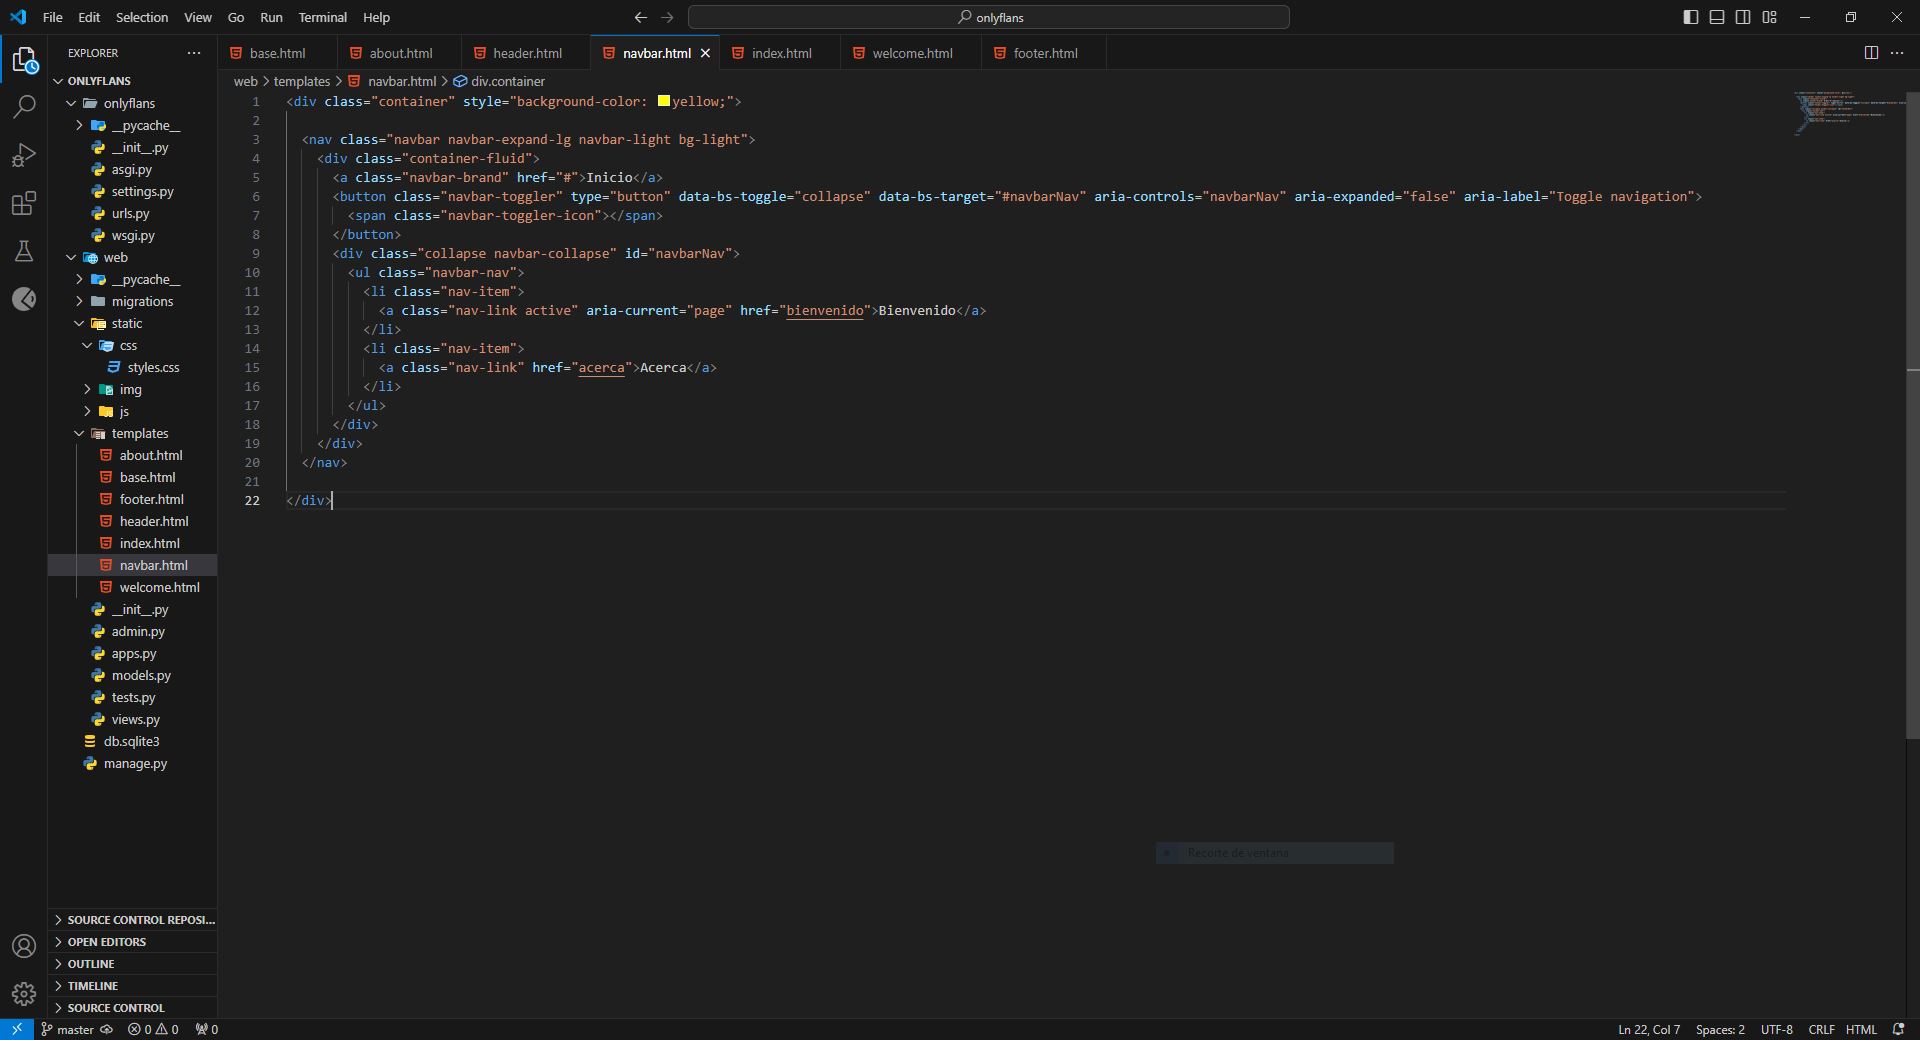 File Edit Selection View Go Run Terminal Help
onlyflans
EXPLORER
base.html about.html header.html navbar.html index.html welcome.html footer.html
web > templates > navbar.html > div.container
ONLYFLANS
onlyflans
__pycache__
__init__.py
asgi.py
settings.py
urls.py
wsgi.py
web
__pycache__
migrations
static
css
styles.css
img
js
templates
about.html
base.html
footer.html
header.html
index.html
navbar.html
welcome.html
__init__.py
admin.py
apps.py
models.py
tests.py
views.py
db.sqlite3
manage.py
SOURCE CONTROL REPOSI...
OPEN EDITORS
OUTLINE
TIMELINE
SOURCE CONTROL
1 <div class="container" style="background-color: yellow;">
2
3 <nav class="navbar navbar-expand-lg navbar-light bg-light">
4 <div class="container-fluid">
5 <a class="navbar-brand" href="#">Inicio</a>
6 <button class="navbar-toggler" type="button" data-bs-toggle="collapse" data-bs-target="#navbarNav" aria-controls="navbarNav" aria-expanded="false" aria-label="Toggle navigation">
7 <span class="navbar-toggler-icon"></span>
8 </button>
9 <div class="collapse navbar-collapse" id="navbarNav">
10 <ul class="navbar-nav">
11 <li class="nav-item">
12 <a class="nav-link active" aria-current="page" href="bienvenido">Bienvenido</a>
13 </li>
14 <li class="nav-item">
15 <a class="nav-link" href="acerca">Acerca</a>
16 </li>
17 </ul>
18 </div>
19 </div>
20 </nav>
21
22 </div>
Recorte de ventana
master 0 0 0
Ln 22, Col 7 Spaces: 2 UTF-8 CRLF HTML